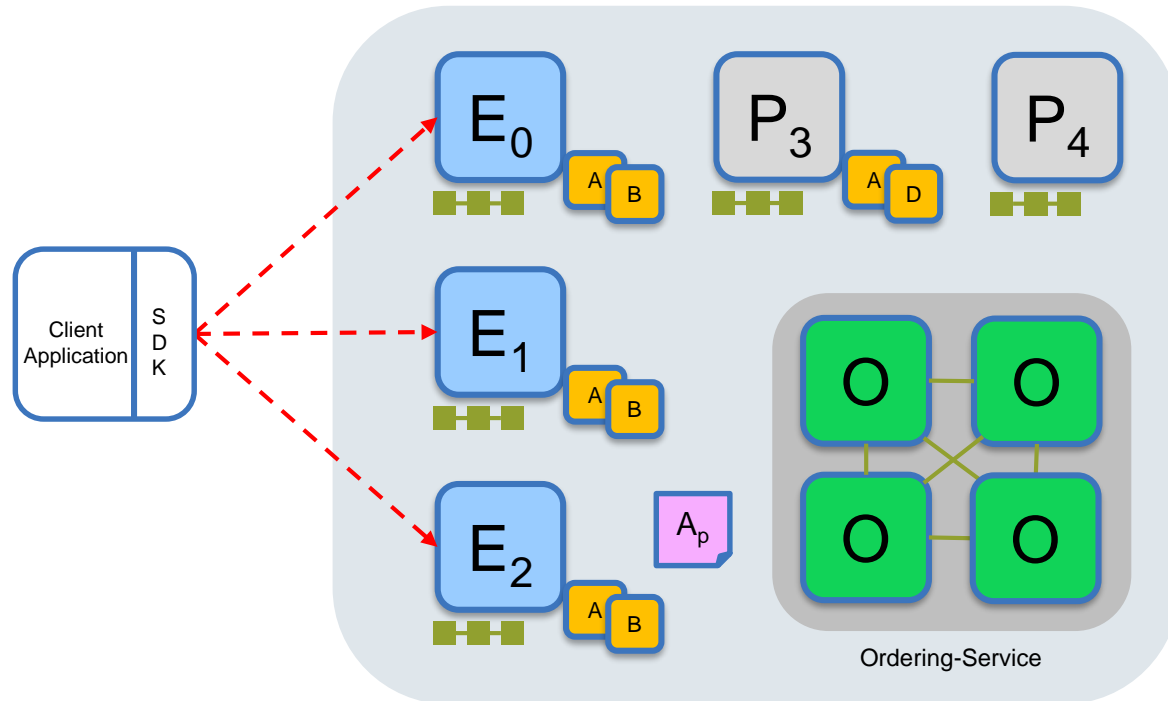 E0
A
B
P3
A
D
P4
Client
Application
S
D
K
E1
A
B
O
O
E2
A
B
Ap
O
O
Ordering-Service